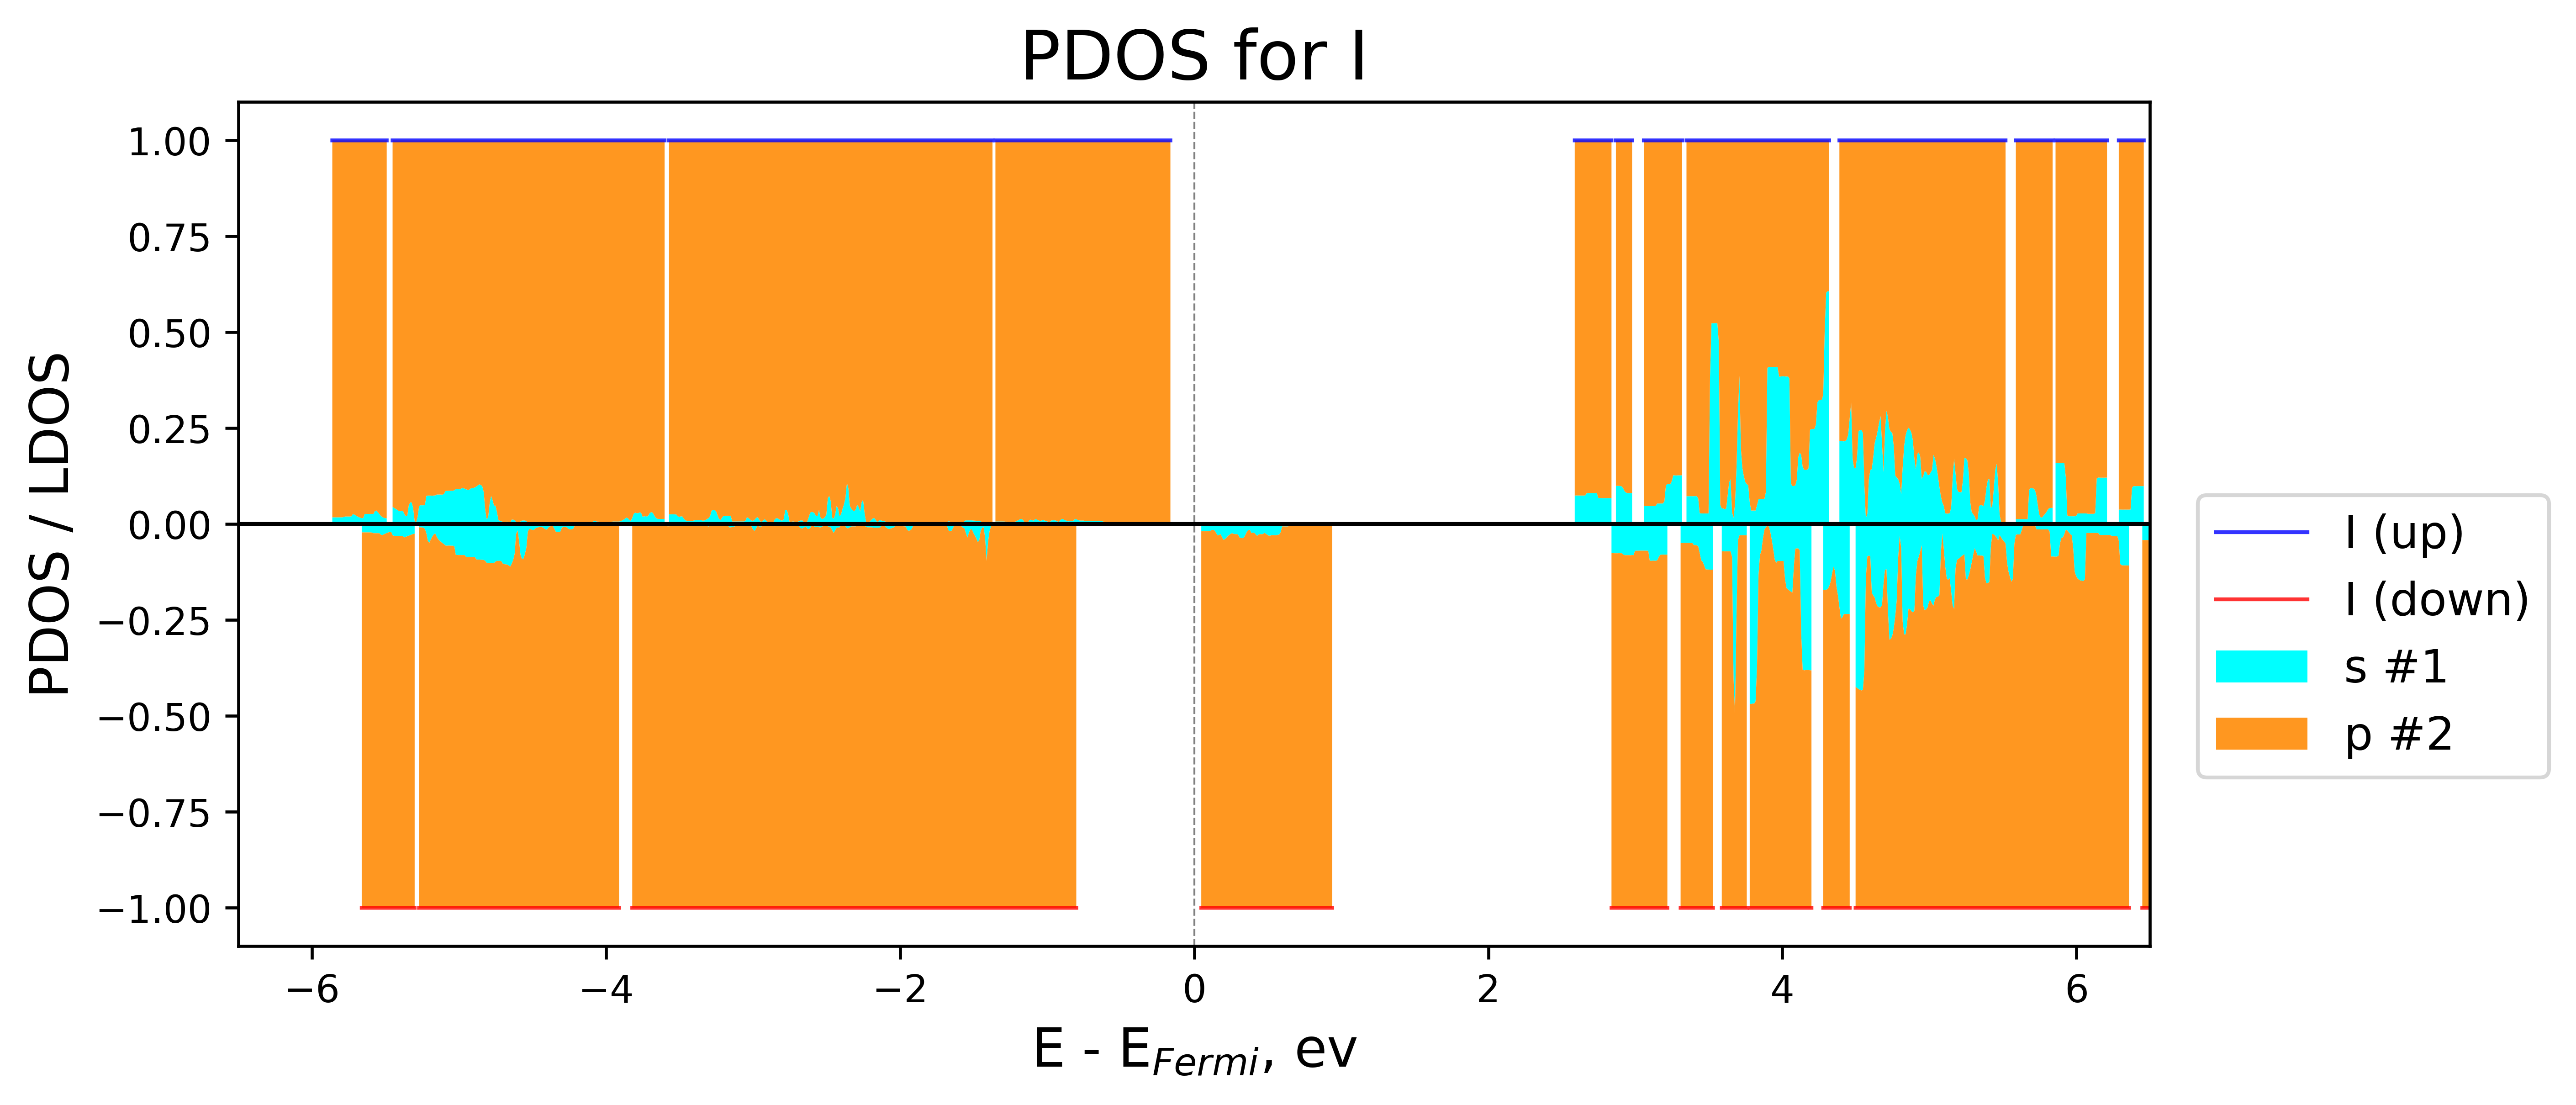 PDOS for I
PDOS / LDOS
1.00
0.75
0.50
0.25
0.00
−0.25
−0.50
−0.75
−1.00
−6
−4
−2
0
2
4
6
E - E_Fermi, ev
I (up)
I (down)
s #1
p #2